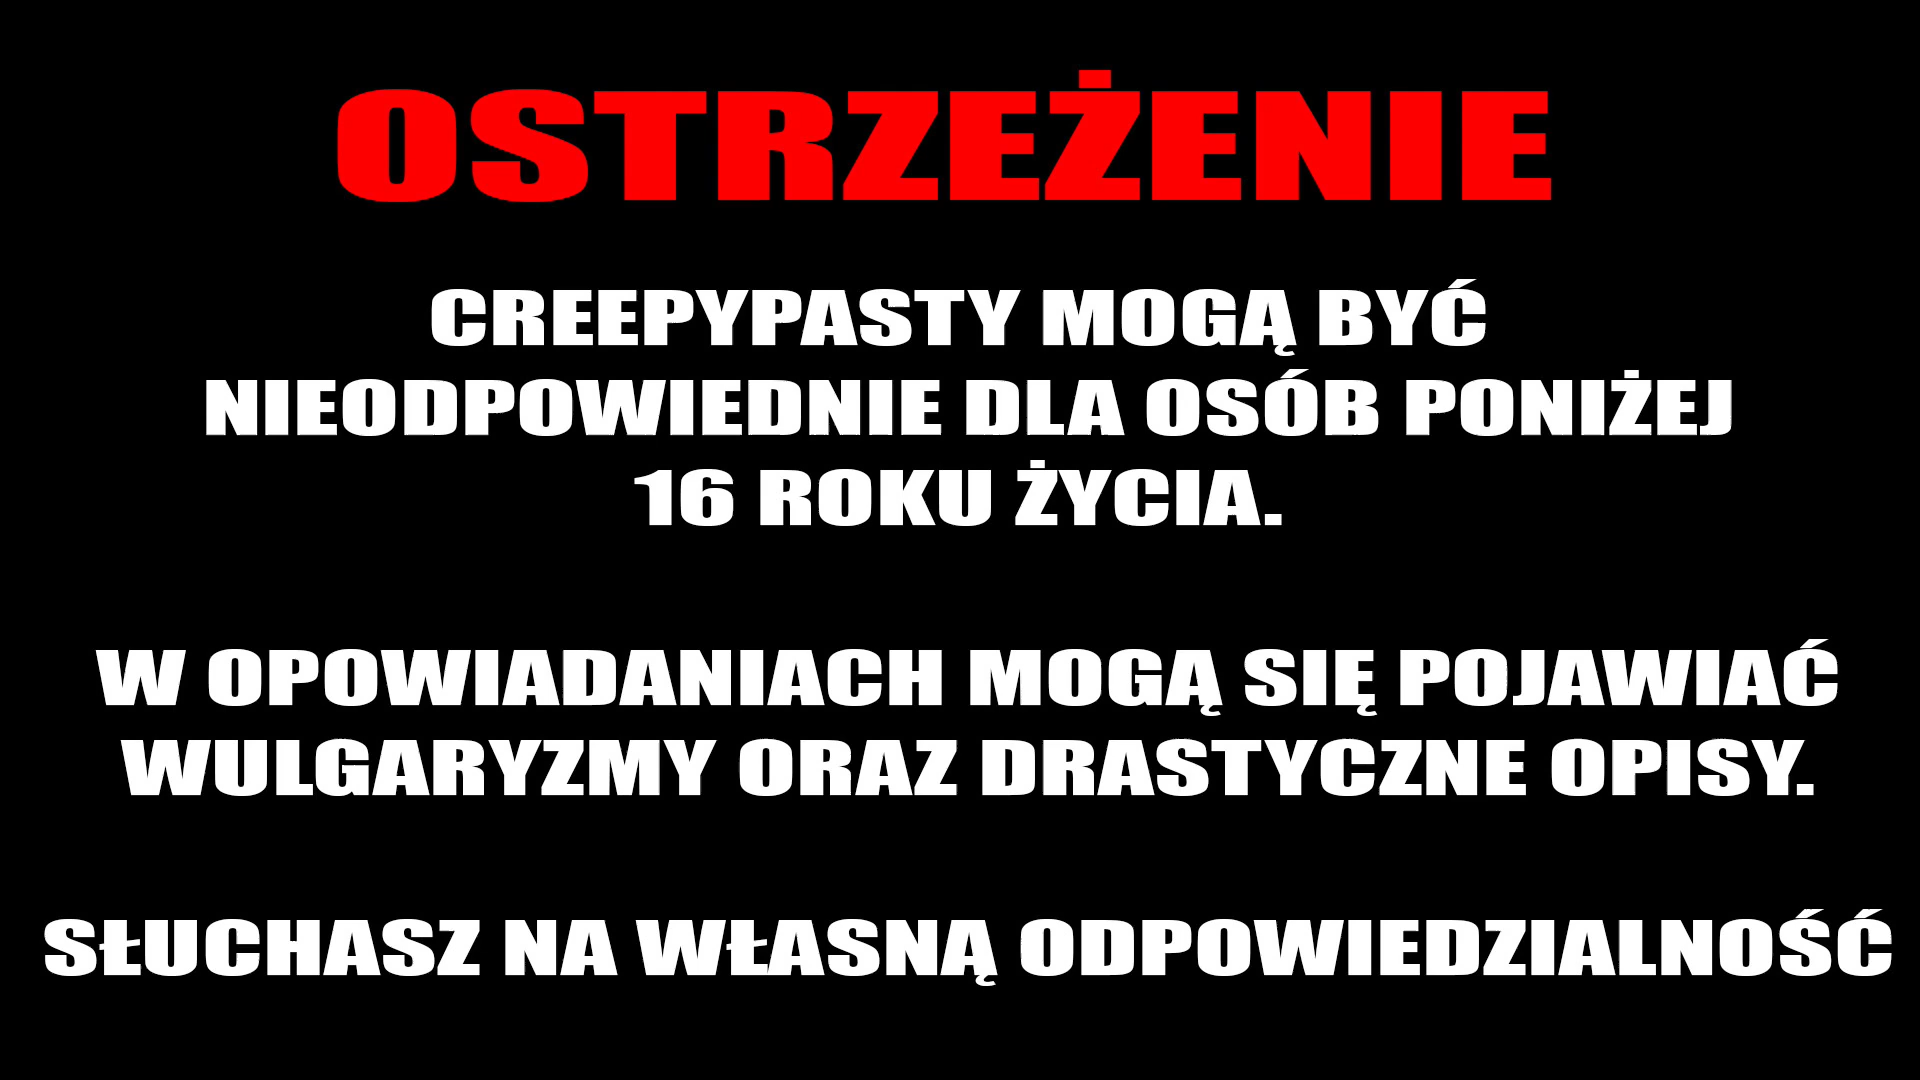 OSTRZEŻENIE
CREEPYPASTY MOGĄ BYĆ
NIEODPOWIEDNIE DLA OSÓB PONIŻEJ
16 ROKU ŻYCIA.
W OPOWIADANIACH MOGĄ SIĘ POJAWIAĆ
WULGARYZMY ORAZ DRASTYCZNE OPISY.
SŁUCHASZ NA WŁASNĄ ODPOWIEDZIALNOŚĆ